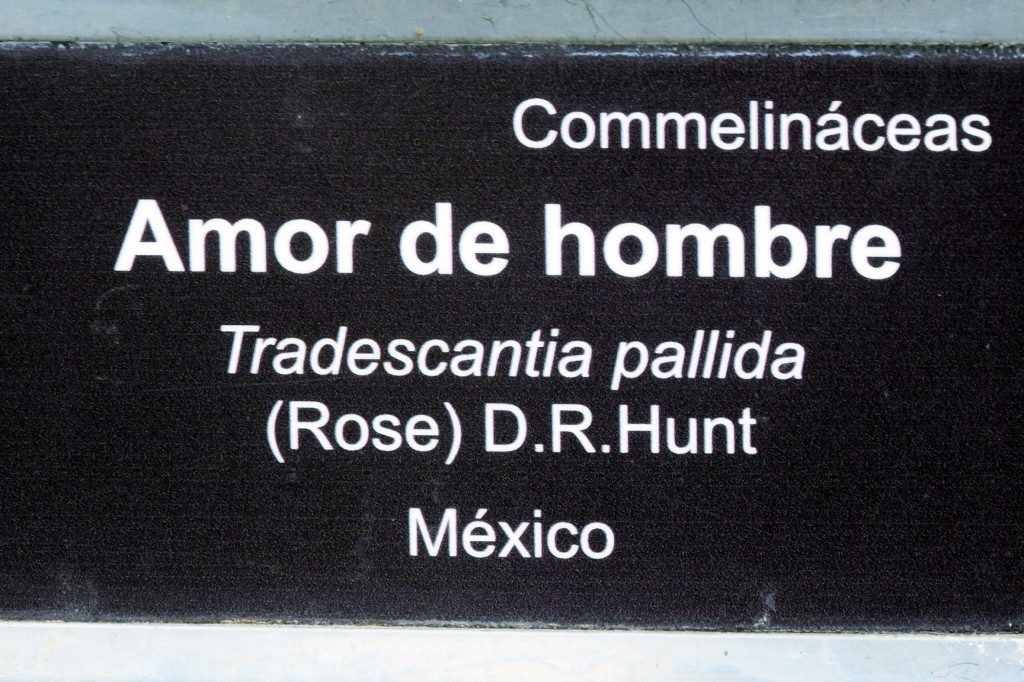 Commelináceas
Amor de hombre
Tradescantia pallida
(Rose) D.R.Hunt
México